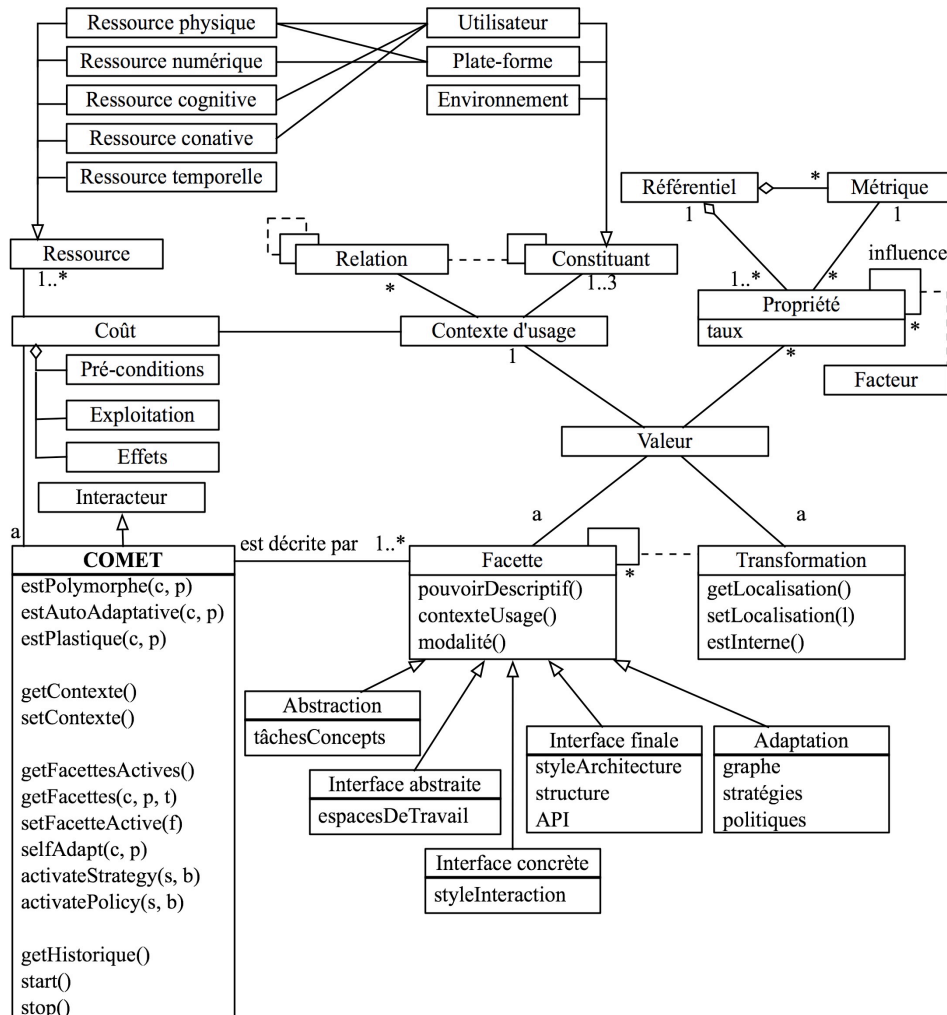 Ressource physique
Utilisateur
Ressource numérique
Plate-forme
Ressource cognitive
Environnement
Ressource conative
Ressource temporelle
Référentiel
*
Métrique
1
1
Ressource
1..*
Relation
*
Constituant
1..3
influence
1..*
*
Propriété
taux
*
*
Coût
Contexte d'usage
1
Pré-conditions
Exploitation
Effets
Facteur
Valeur
Interacteur
a
a
a
COMET
estPolymorphe(c, p)
estAutoAdaptative(c, p)
estPlastique(c, p)
getContexte()
setContexte()
getFacettesActives()
getFacettes(c, p, t)
setFacetteActive(f)
selfAdapt(c, p)
activateStrategy(s, b)
activatePolicy(s, b)
getHistorique()
start()
stop()
est décrite par 1..*
Facette
pouvoirDescriptif()
contexteUsage()
modalité()
*
Transformation
getLocalisation()
setLocalisation(l)
estInterne()
Abstraction
tâchesConcepts
Interface abstraite
espacesDeTravail
Interface concrète
styleInteraction
Interface finale
styleArchitecture
structure
API
Adaptation
graphe
stratégies
politiques